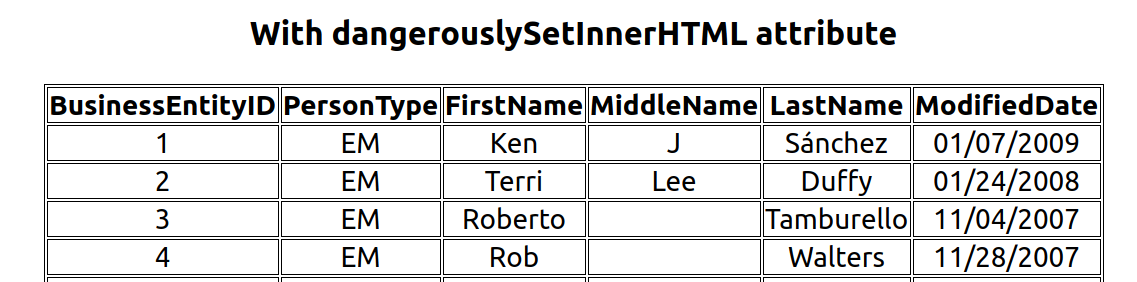 With dangerouslySetInnerHTML attribute
BusinessEntityID PersonType FirstName MiddleName LastName ModifiedDate
1 EM Ken J Sánchez 01/07/2009
2 EM Terri Lee Duffy 01/24/2008
3 EM Roberto Tamburello 11/04/2007
4 EM Rob Walters 11/28/2007